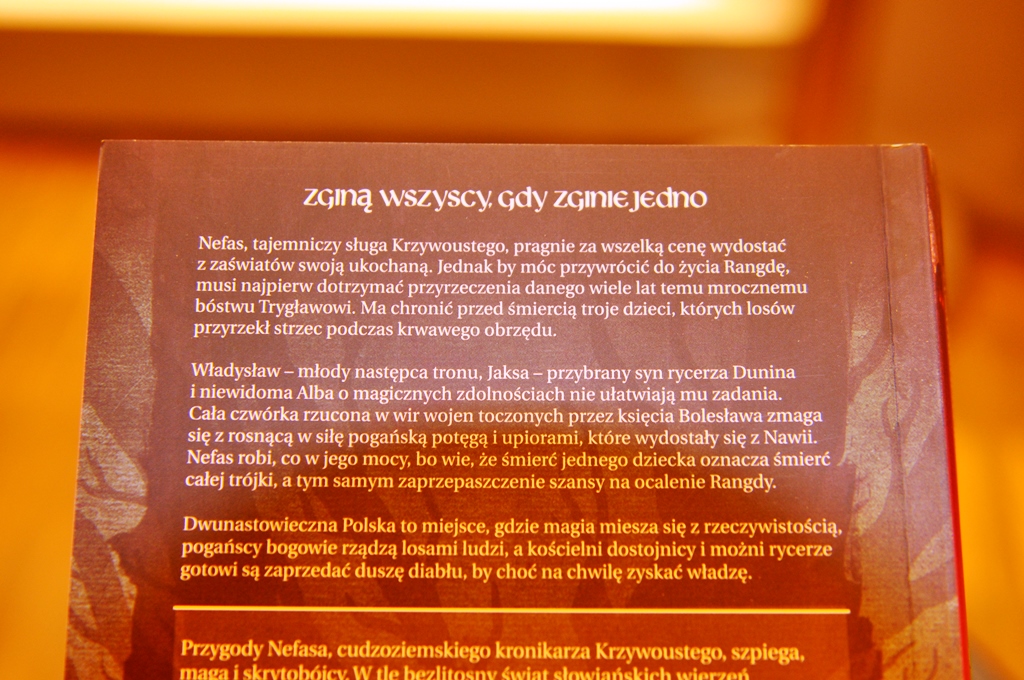 Zginą wszyscy, gdy zginie jedno
Nefas, tajemniczy sługa Krzywoustego, pragnie za wszelką cenę wydostać
z zaświatów swoją ukochaną. Jednak by móc przywrócić do życia Rangdę,
musi najpierw dotrzymać przyrzeczenia danego wiele lat temu mrocznemu
bóstwu Trygławowi. Ma chronić przed śmiercią troje dzieci, których losów
przyrzekł strzec podczas krwawego obrzędu.
Władysław – młody następca tronu, Jaksa – przybrany syn rycerza Dunina
i niewidoma Alba o magicznych zdolnościach nie ułatwiają mu zadania.
Cała czwórka rzucona w wir wojen toczonych przez księcia Bolesława zmaga
się z rosnącą w siłę pogańską potęgą i upiorami, które wydostały się z Nawii.
Nefas robi, co w jego mocy, bo wie, że śmierć jednego dziecka oznacza śmierć
całej trójki, a tym samym zaprzepaszczenie szansy na ocalenie Rangdy.
Dwunastowieczna Polska to miejsce, gdzie magia miesza się z rzeczywistością,
pogańscy bogowie rządzą losami ludzi, a kościelni dostojnicy i możni rycerze
gotowi są zaprzedać duszę diabłu, by choć na chwilę zyskać władzę.
Przygody Nefasa, cudzoziemskiego kronikarza Krzywoustego, szpiega,
maga i skrytobójcy. W tle bezlitosny świat słowiańskich wierzeń